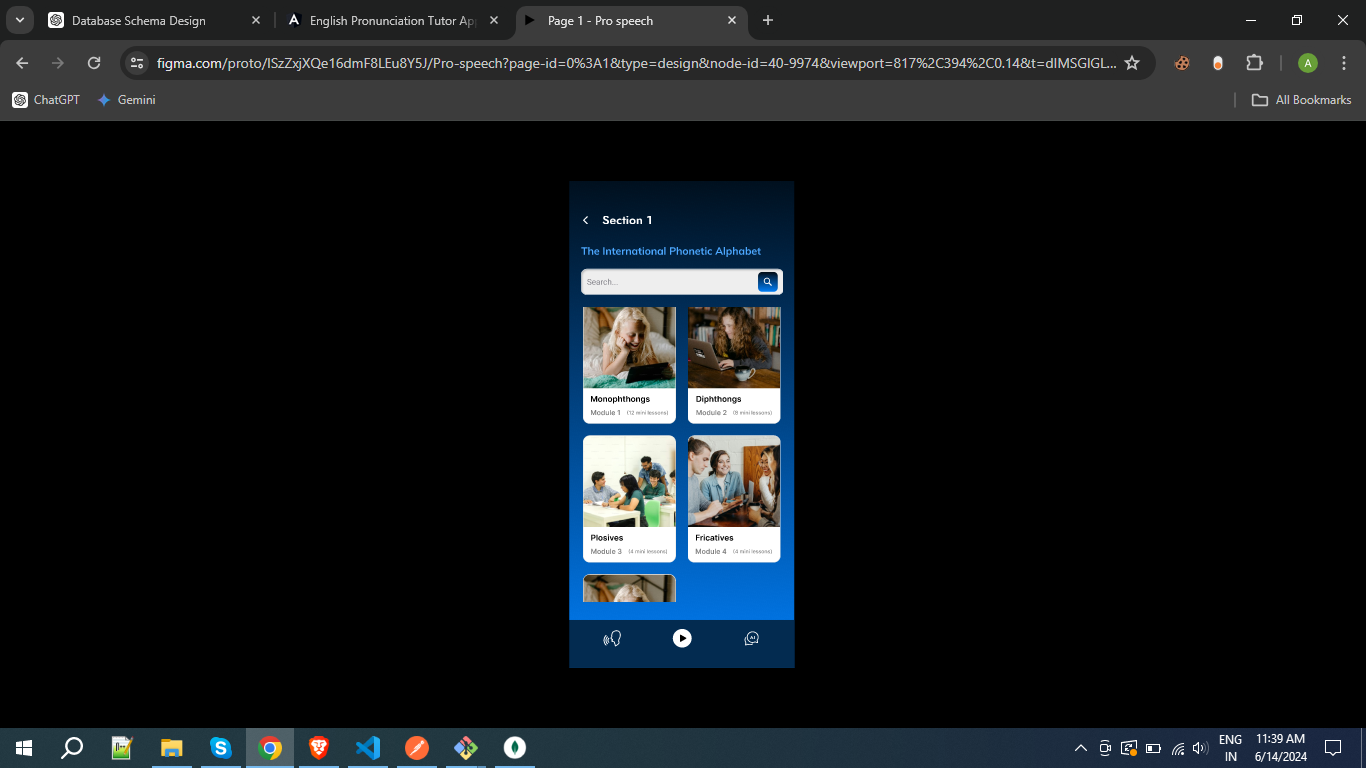 Database Schema Design
English Pronunciation Tutor Ap
Page 1 - Pro speech
figma.com/proto/lSzZxjXQe16dmF8LEu8Y5J/Pro-speech?page-id=0%3A1&type=design&node-id=40-9974&viewport=817%2C394%2C0.14&t=dIMSGIGL...
A
ChatGPT
Gemini
All Bookmarks
Section 1
The International Phonetic Alphabet
Search...
Monophthongs
Module 1 (12 mini lessons)
Diphthongs
Module 2 (8 mini lessons)
Plosives
Module 3 (4 mini lessons)
Fricatives
Module 4 (4 mini lessons)
AI
ENG
IN
11:39 AM
6/14/2024